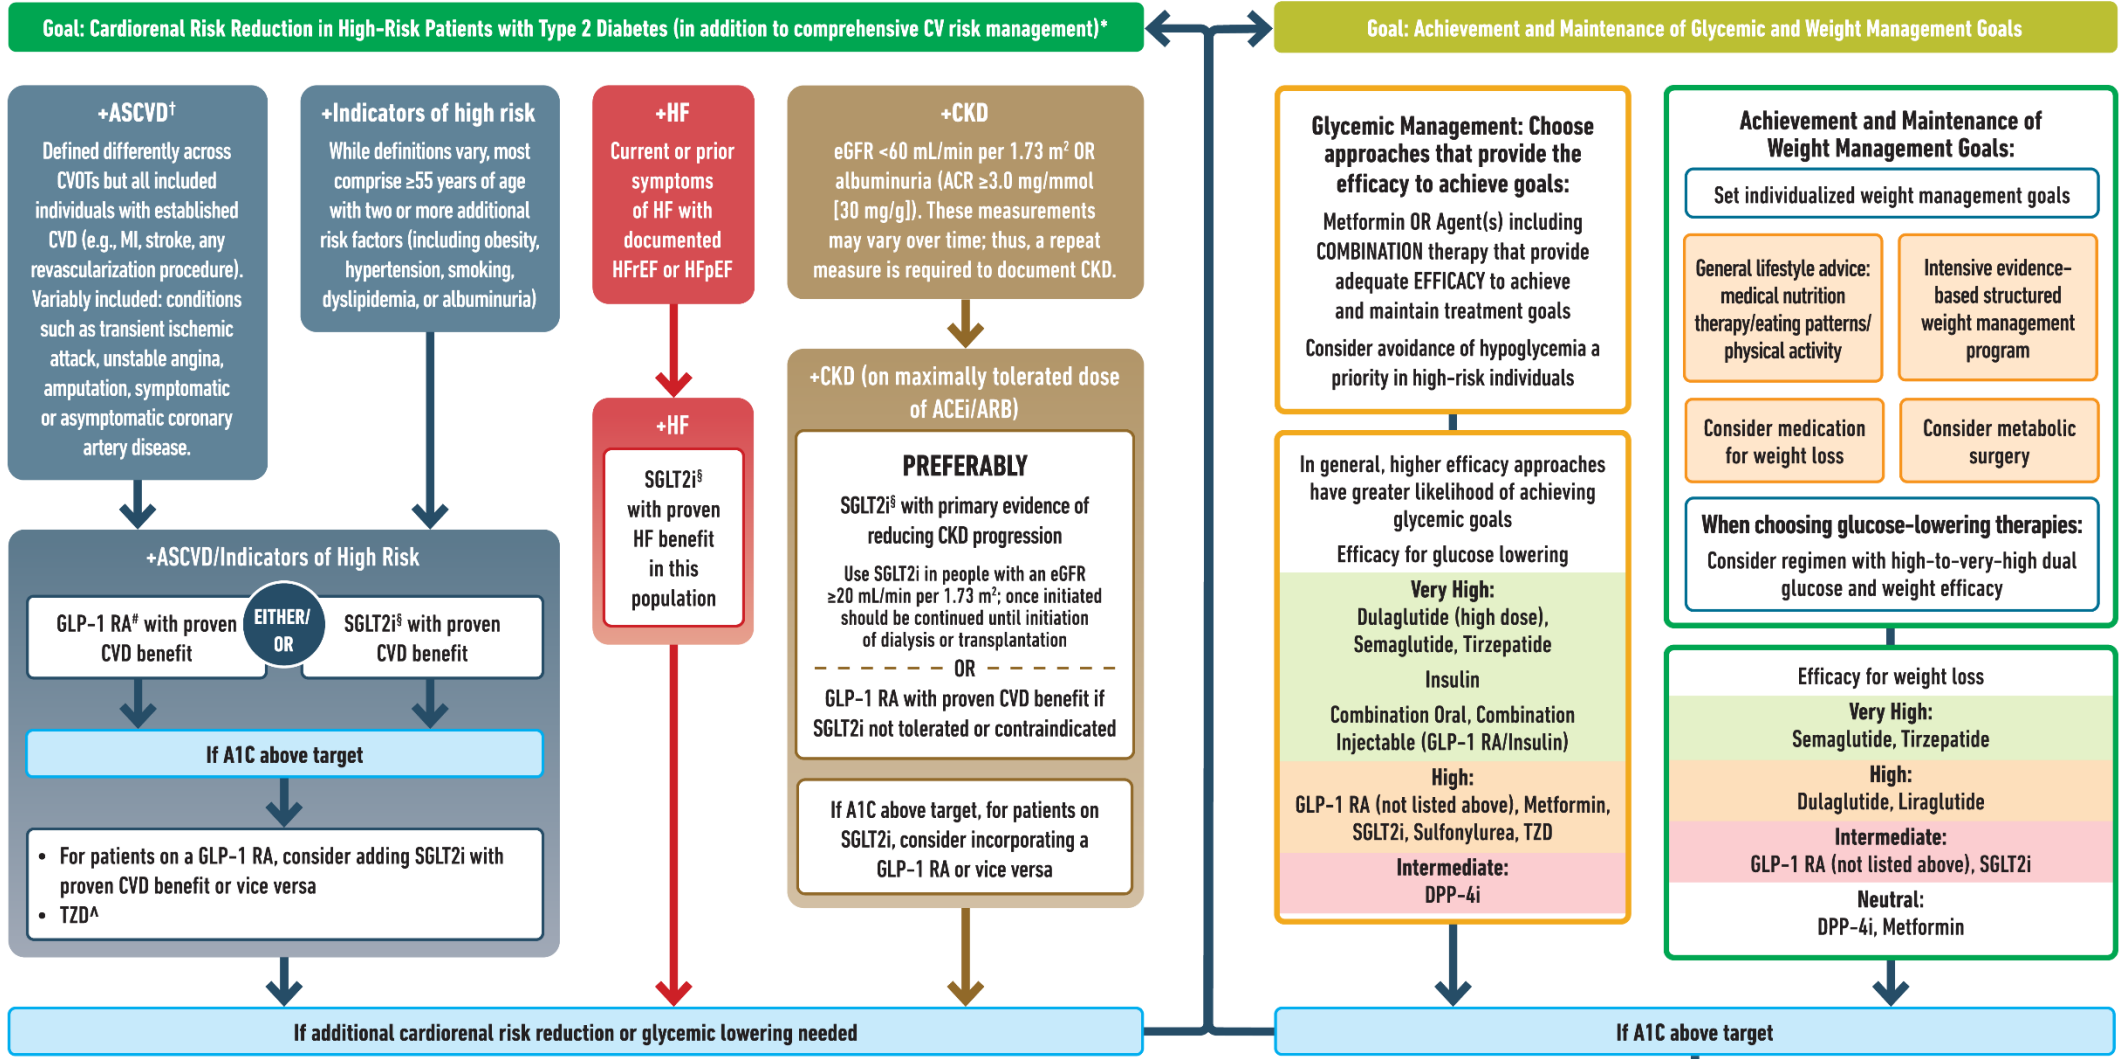 Goal: Cardiorenal Risk Reduction in High-Risk Patients with Type 2 Diabetes (in addition to comprehensive CV risk management)*
+ASCVD†
Defined differently across
CVOTs but all included
individuals with established
CVD (e.g., MI, stroke, any
revascularization procedure).
Variably included: conditions
such as transient ischemic
attack, unstable angina,
amputation, symptomatic
or asymptomatic coronary
artery disease.
+Indicators of high risk
While definitions vary, most
comprise ≥55 years of age
with two or more additional
risk factors (including obesity,
hypertension, smoking,
dyslipidemia, or albuminuria)
+ASCVD/Indicators of High Risk
GLP-1 RA# with proven
CVD benefit
EITHER/
OR
SGLT2i§ with proven
CVD benefit
If A1C above target
• For patients on a GLP-1 RA, consider adding SGLT2i with
proven CVD benefit or vice versa
• TZD^
+HF
Current or prior
symptoms
of HF with
documented
HFrEF or HFpEF
+HF
SGLT2i§
with proven
HF benefit
in this
population
+CKD
eGFR <60 mL/min per 1.73 m² OR
albuminuria (ACR ≥3.0 mg/mmol
[30 mg/g]). These measurements
may vary over time; thus, a repeat
measure is required to document CKD.
+CKD (on maximally tolerated dose
of ACEi/ARB)
PREFERABLY
SGLT2i§ with primary evidence of
reducing CKD progression
Use SGLT2i in people with an eGFR
≥20 mL/min per 1.73 m²; once initiated
should be continued until initiation
of dialysis or transplantation
OR
GLP-1 RA with proven CVD benefit if
SGLT2i not tolerated or contraindicated
If A1C above target, for patients on
SGLT2i, consider incorporating a
GLP-1 RA or vice versa
If additional cardiorenal risk reduction or glycemic lowering needed
Goal: Achievement and Maintenance of Glycemic and Weight Management Goals
Glycemic Management: Choose
approaches that provide the
efficacy to achieve goals:
Metformin OR Agent(s) including
COMBINATION therapy that provide
adequate EFFICACY to achieve
and maintain treatment goals
Consider avoidance of hypoglycemia a
priority in high-risk individuals
In general, higher efficacy approaches
have greater likelihood of achieving
glycemic goals
Efficacy for glucose lowering
Very High:
Dulaglutide (high dose),
Semaglutide, Tirzepatide
Insulin
Combination Oral, Combination
Injectable (GLP-1 RA/Insulin)
High:
GLP-1 RA (not listed above), Metformin,
SGLT2i, Sulfonylurea, TZD
Intermediate:
DPP-4i
Achievement and Maintenance of
Weight Management Goals:
Set individualized weight management goals
General lifestyle advice:
medical nutrition
therapy/eating patterns/
physical activity
Intensive evidence-
based structured
weight management
program
Consider medication
for weight loss
Consider metabolic
surgery
When choosing glucose-lowering therapies:
Consider regimen with high-to-very-high dual
glucose and weight efficacy
Efficacy for weight loss
Very High:
Semaglutide, Tirzepatide
High:
Dulaglutide, Liraglutide
Intermediate:
GLP-1 RA (not listed above), SGLT2i
Neutral:
DPP-4i, Metformin
If A1C above target